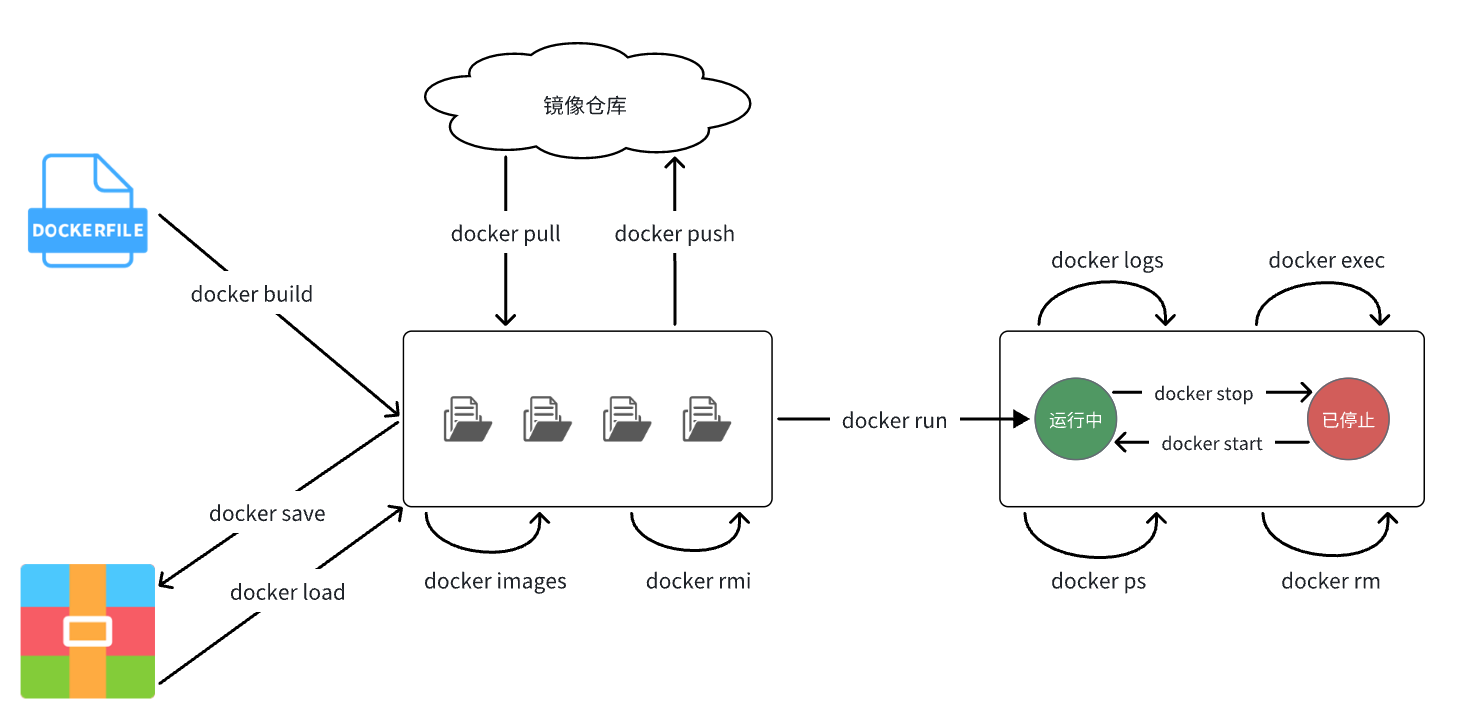 镜像仓库
DOCKERFILE
docker pull
docker push
docker build
docker logs
docker exec
docker run
运行中
docker stop
docker start
已停止
docker save
docker load
docker images
docker rmi
docker ps
docker rm